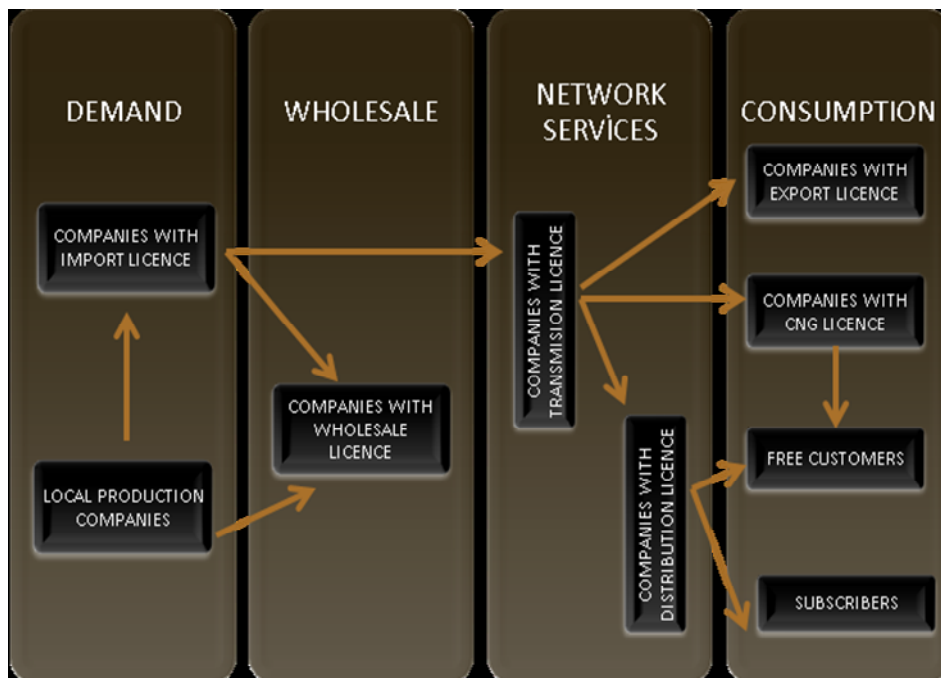 DEMAND
COMPANIES WITH
IMPORT LICENCE
LOCAL PRODUCTION
COMPANIES
WHOLESALE
COMPANIES WITH
WHOLESALE
LICENCE
NETWORK
SERVİCES
COMPANIES WITH
TRANSMISION LICENCE
COMPANIES WITH
DISTRIBUTION LICENCE
CONSUMPTION
COMPANIES WITH
EXPORT LICENCE
COMPANIES WITH
CNG LICENCE
FREE CUSTOMERS
SUBSCRIBERS